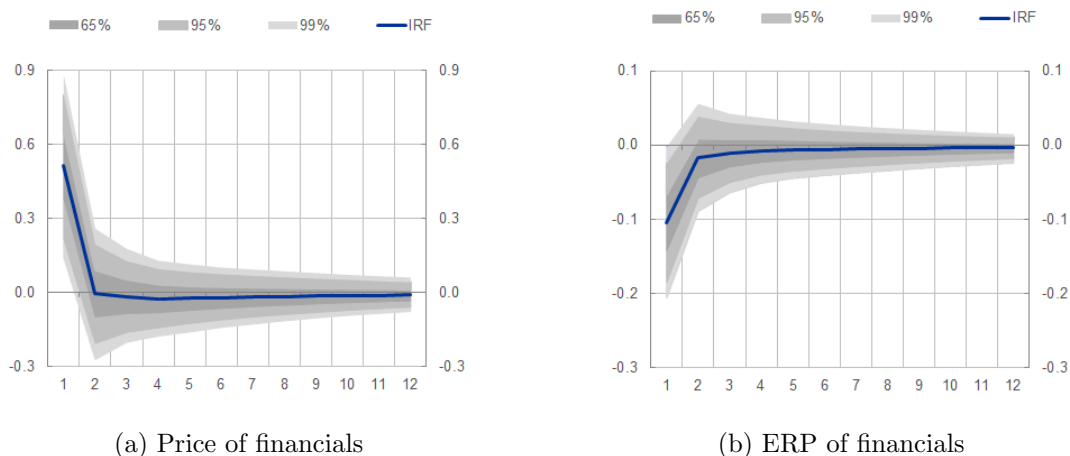 65% 95% 99% IRF
0.9 0.9
0.6 0.6
0.3 0.3
0.0 0.0
-0.3 -0.3
1 2 3 4 5 6 7 8 9 10 11 12
(a) Price of financials
65% 95% 99% IRF
0.1 0.1
0.0 0.0
-0.1 -0.1
-0.2 -0.2
-0.3 -0.3
1 2 3 4 5 6 7 8 9 10 11 12
(b) ERP of financials